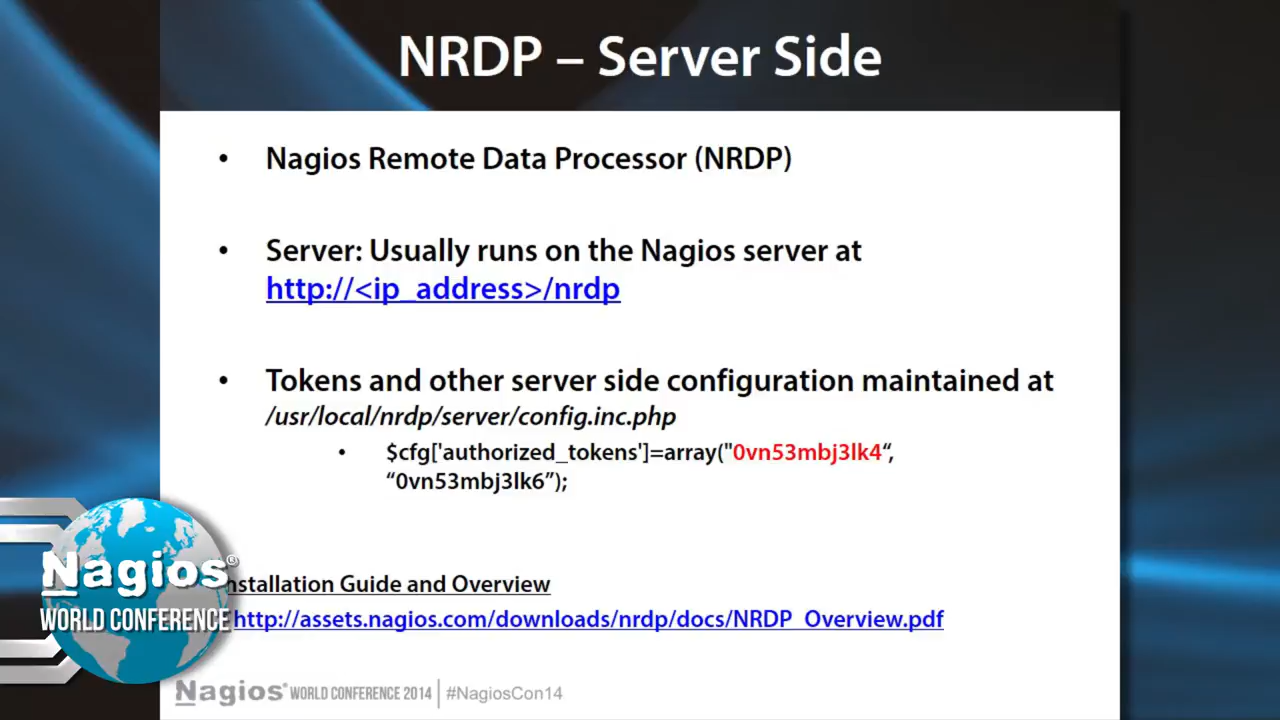 NRDP – Server Side
• Nagios Remote Data Processor (NRDP)
• Server: Usually runs on the Nagios server at
http://<ip_address>/nrdp
• Tokens and other server side configuration maintained at
/usr/local/nrdp/server/config.inc.php
• $cfg['authorized_tokens']=array("0vn53mbj3lk4“,
“0vn53mbj3lk6”);
nstallation Guide and Overview
http://assets.nagios.com/downloads/nrdp/docs/NRDP_Overview.pdf
Nagios®
WORLD CONFERENCE
Nagios® WORLD CONFERENCE 2014 | #NagiosCon14